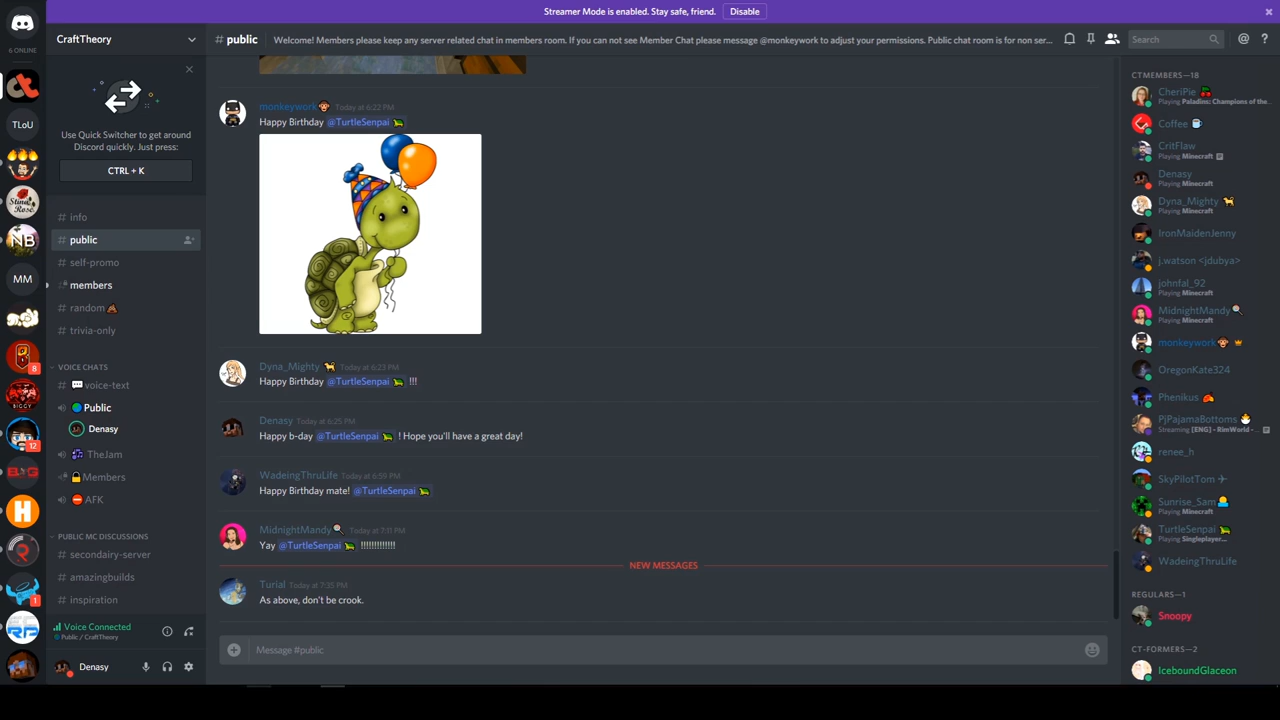 Streamer Mode is enabled. Stay safe, friend. Disable
6 ONLINE
TLoU
NB
MM
8
BIGGY
12
H
1
CraftTheory
Use Quick Switcher to get around
Discord quickly. Just press:
CTRL + K
# info
# public
# self-promo
# members
# random
# trivia-only
VOICE CHATS
# voice-text
Public
Denasy
TheJam
Members
AFK
PUBLIC MC DISCUSSIONS
# secondairy-server
# amazingbuilds
# inspiration
Voice Connected
Public / CraftTheory
Denasy
# public Welcome! Members please keep any server related chat in members room. If you can not see Member Chat please message @monkeywork to adjust your permissions. Public chat room is for non ser...
Search
monkeywork Today at 6:22 PM
Happy Birthday @TurtleSenpai
Dyna_Mighty Today at 6:23 PM
Happy Birthday @TurtleSenpai !!!
Denasy Today at 6:25 PM
Happy b-day @TurtleSenpai ! Hope you'll have a great day!
WadeingThruLife Today at 6:59 PM
Happy Birthday mate! @TurtleSenpai
MidnightMandy Today at 7:11 PM
Yay @TurtleSenpai !!!!!!!!!!!!!
NEW MESSAGES
Turial Today at 7:35 PM
As above, don't be crook.
Message #public
CTMEMBERS—18
CheriPie
Playing Paladins: Champions of the...
Coffee
CritFlaw
Playing Minecraft
Denasy
Playing Minecraft
Dyna_Mighty
Playing Minecraft
IronMaidenJenny
j.watson <jdubya>
johnfal_92
Playing Minecraft
MidnightMandy
Playing Minecraft
monkeywork
OregonKate324
Phenikus
PjPajamaBottoms
Streaming [ENG] - RimWorld -...
renee_h
SkyPilotTom
Sunrise_Sam
Playing Minecraft
TurtleSenpai
Playing Singleplayer...
WadeingThruLife
REGULARS—1
Snoopy
CT-FORMERS—2
IceboundGlaceon